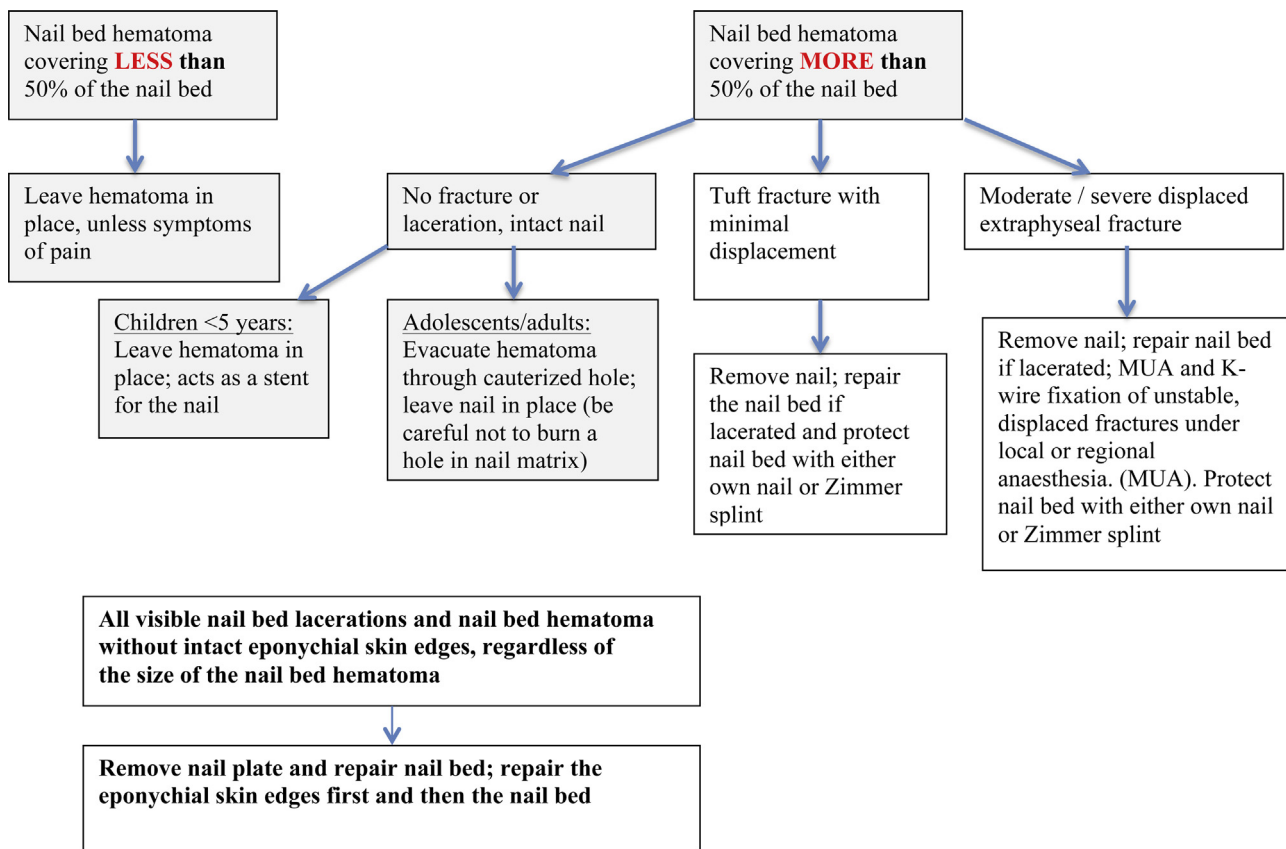 Nail bed hematoma
covering LESS than
50% of the nail bed
Nail bed hematoma
covering MORE than
50% of the nail bed
Leave hematoma in
place, unless symptoms
of pain
No fracture or
laceration, intact nail
Tuft fracture with
minimal
displacement
Moderate / severe displaced
extraphyseal fracture
Children <5 years:
Leave hematoma in
place; acts as a stent
for the nail
Adolescents/adults:
Evacuate hematoma
through cauterized hole;
leave nail in place (be
careful not to burn a
hole in nail matrix)
Remove nail; repair
the nail bed if
lacerated and protect
nail bed with either
own nail or Zimmer
splint
Remove nail; repair nail bed
if lacerated; MUA and K-
wire fixation of unstable,
displaced fractures under
local or regional
anaesthesia. (MUA). Protect
nail bed with either own nail
or Zimmer splint
All visible nail bed lacerations and nail bed hematoma
without intact eponychial skin edges, regardless of
the size of the nail bed hematoma
Remove nail plate and repair nail bed; repair the
eponychial skin edges first and then the nail bed